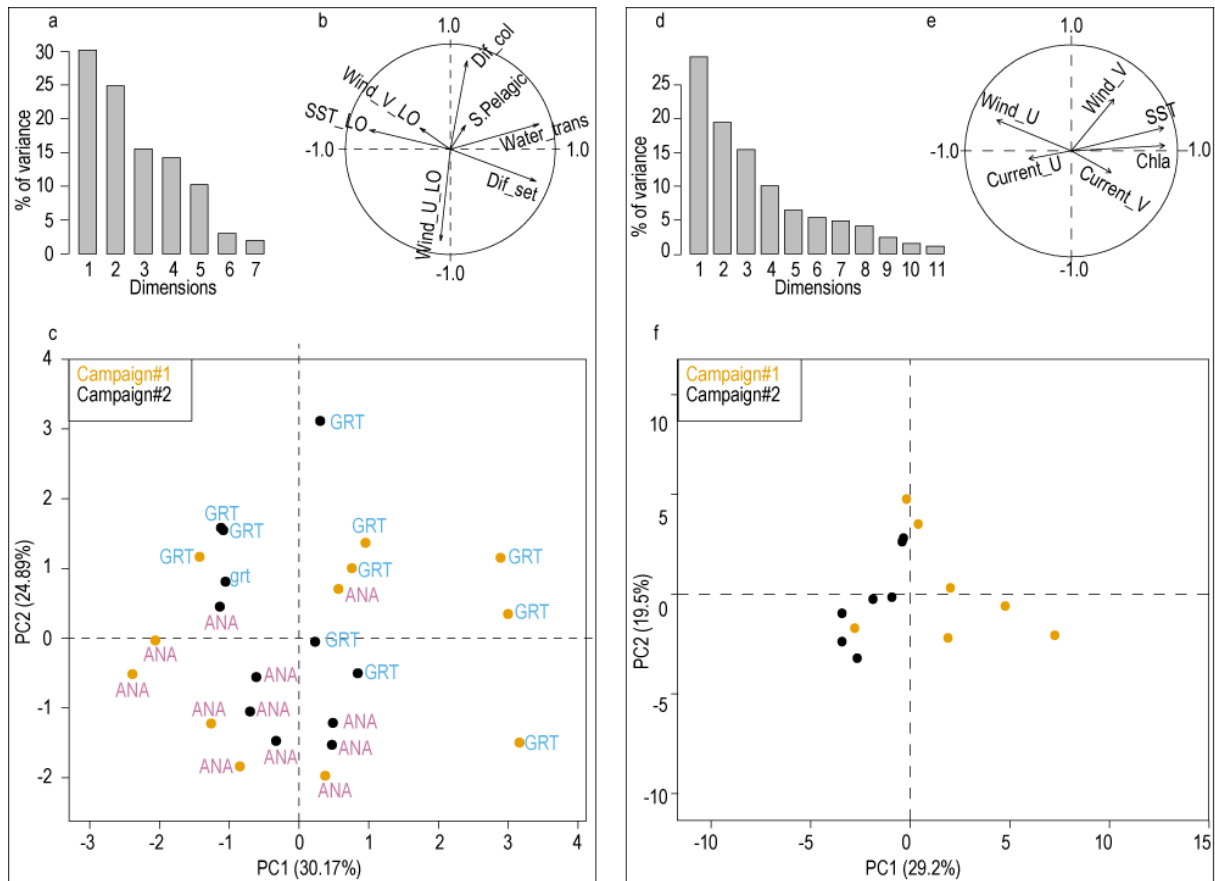 a
% of variance
30
25
20
15
10
5
0
1 2 3 4 5 6 7
Dimensions
b
1.0
Dif_col
Wind_V_LO
S.Pelagic
SST_LO
Water_trans
-1.0
1.0
Dif_set
Wind_U_LO
-1.0
c
Campaign#1
Campaign#2
PC2 (24.89%)
4
3
2
1
0
-1
-2
GRT
GRT
GRT
GRT
GRT
GRT
grt
GRT
ANA
GRT
ANA
GRT
ANA
ANA
ANA
GRT
ANA
ANA
ANA
ANA
ANA
GRT
ANA
ANA
-3 -2 -1 0 1 2 3 4
PC1 (30.17%)
d
% of variance
25
20
15
10
5
0
1 2 3 4 5 6 7 8 9 10 11
Dimensions
e
1.0
Wind_V
Wind_U
SST
-1.0
1.0
Chla
Current_U
Current_V
-1.0
f
Campaign#1
Campaign#2
PC2 (19.5%)
10
5
0
-5
-10
-10 -5 0 5 10 15
PC1 (29.2%)